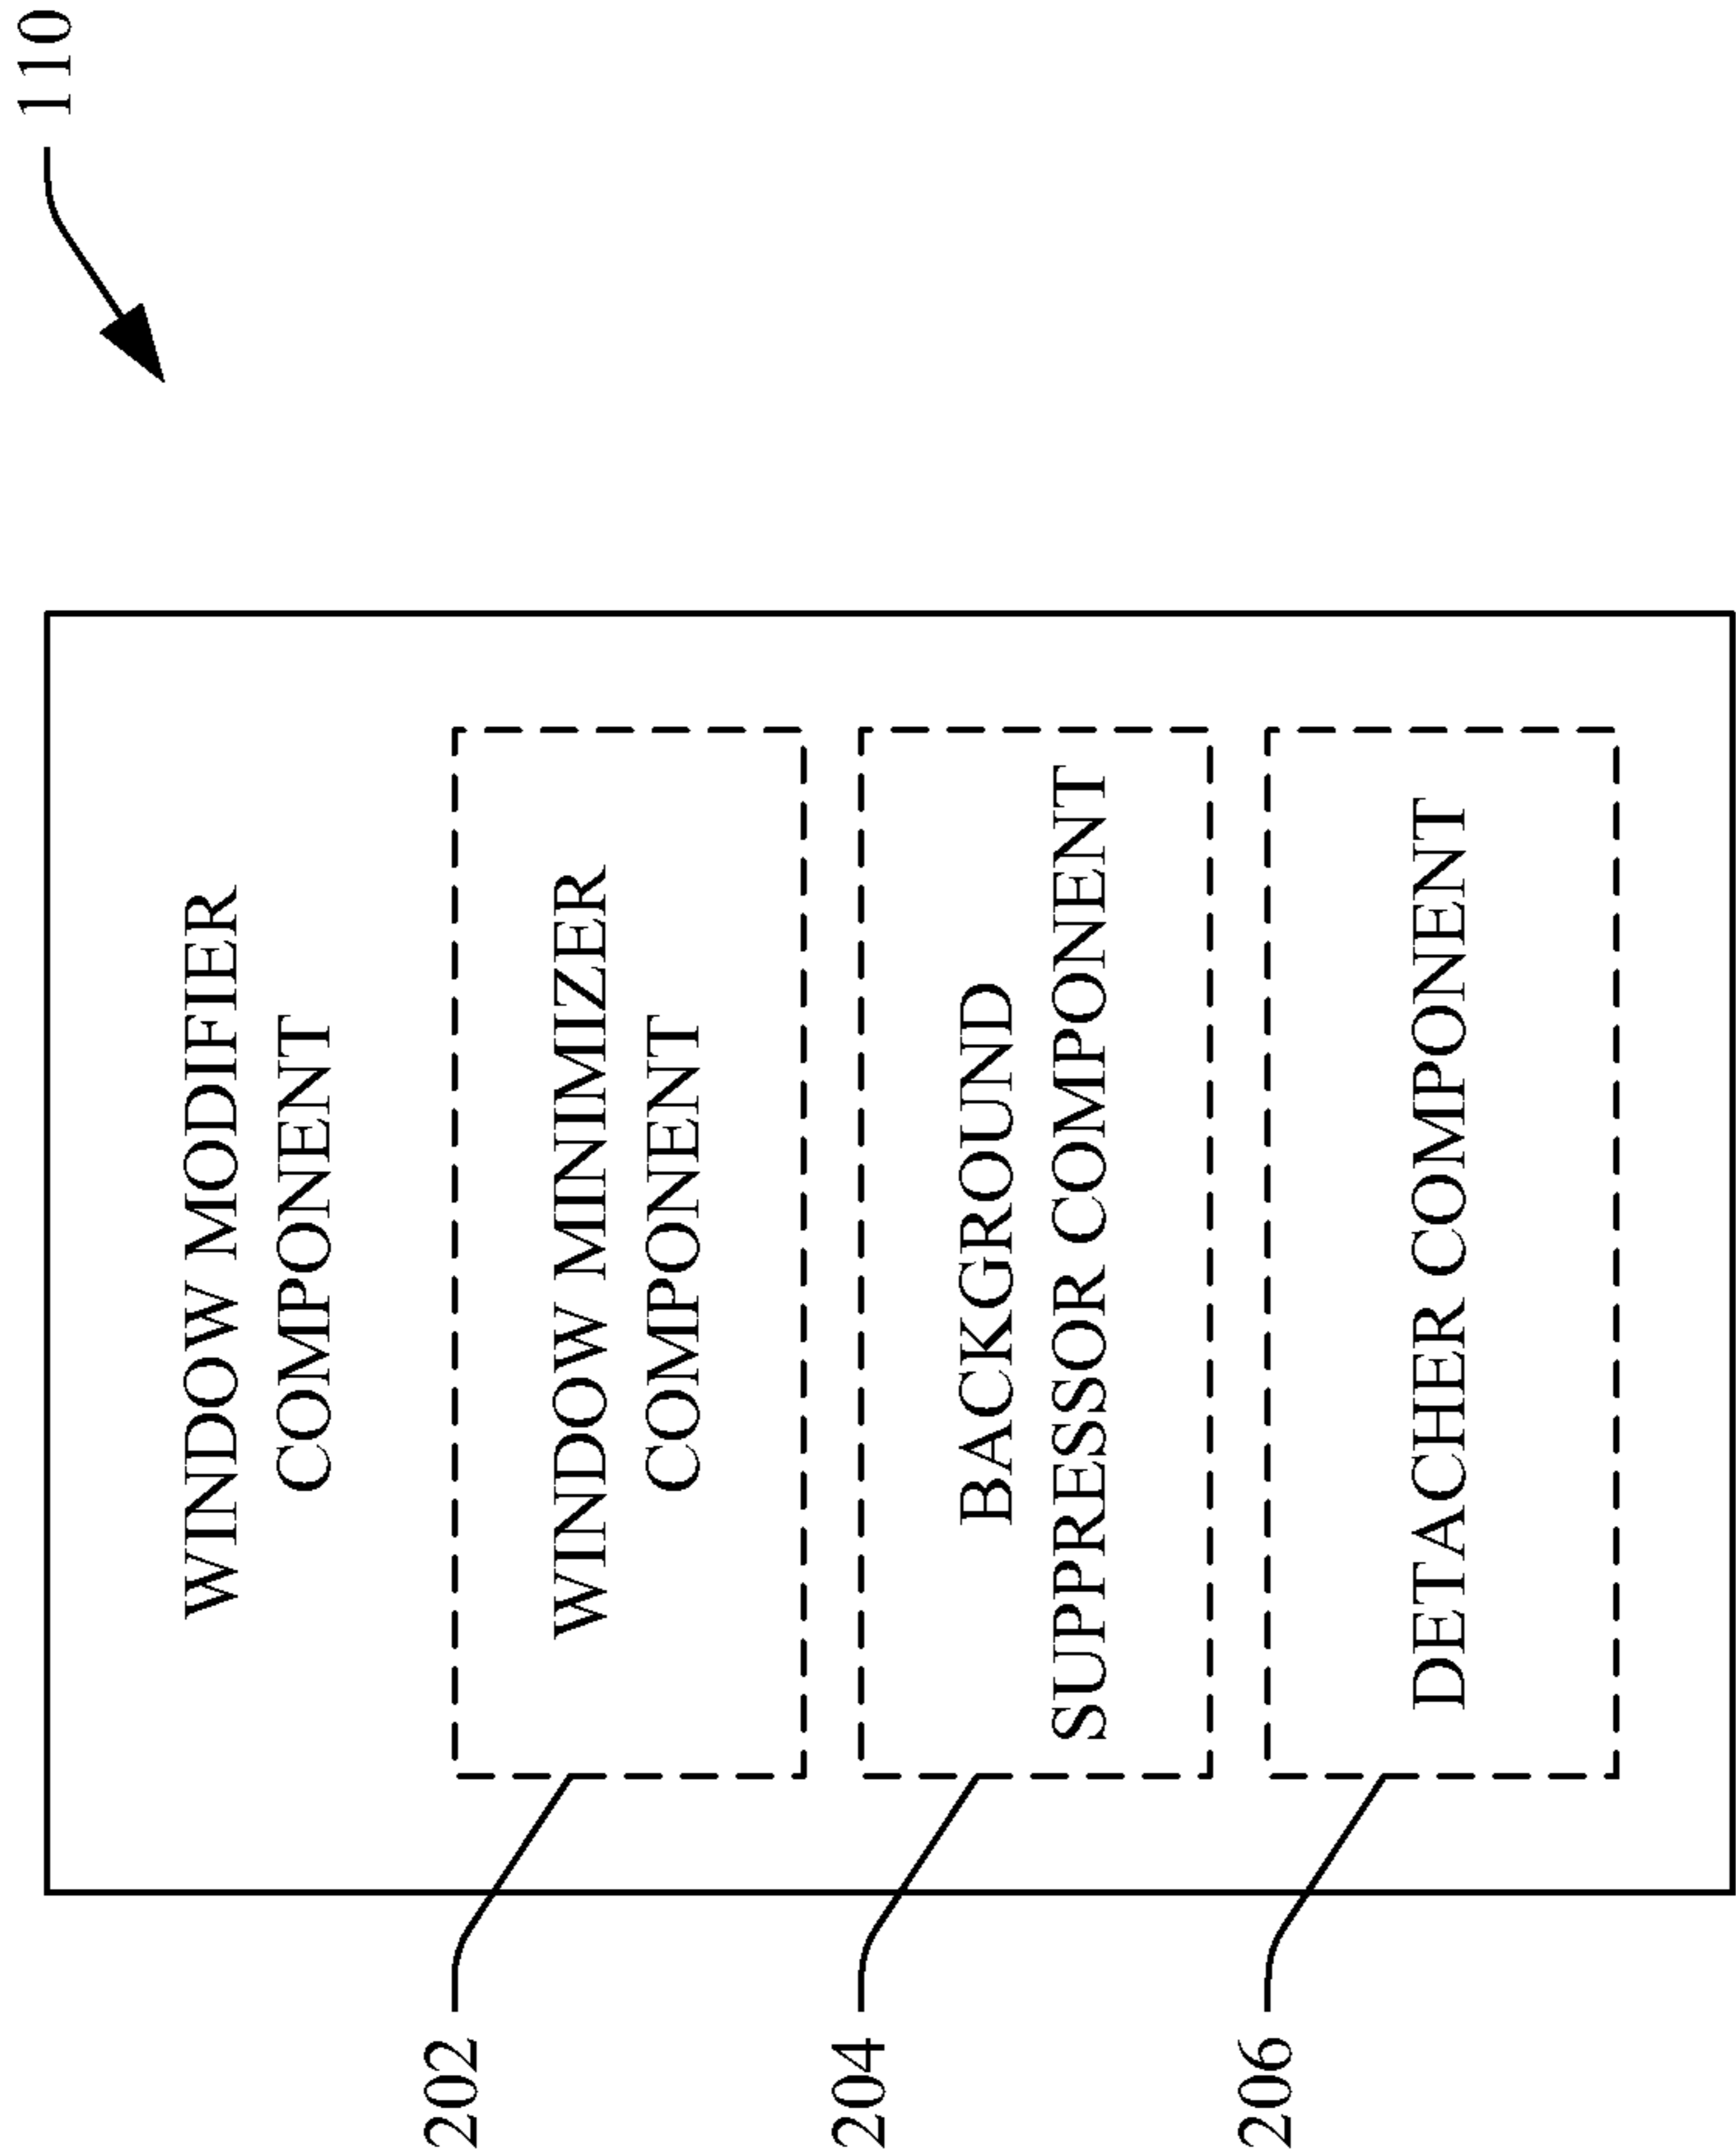 110
WINDOW MODIFIER
COMPONENT
202
WINDOW MINIMIZER
COMPONENT
204
BACKGROUND
SUPPRESSOR COMPONENT
206
DETACHER COMPONENT